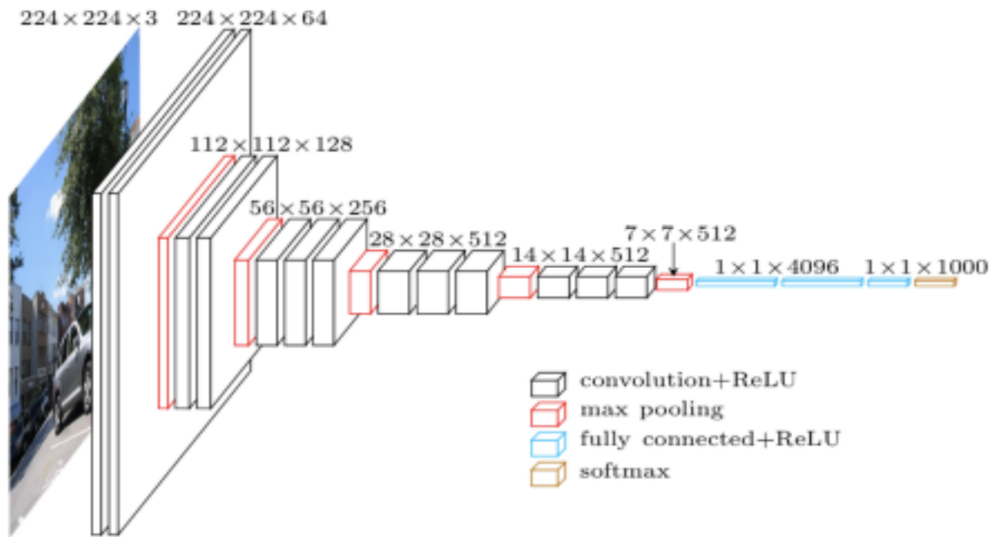 224×224×3 224×224×64
112×112×128
56×56×256
28×28×512
14×14×512
7×7×512
1×1×4096 1×1×1000
convolution+ReLU
max pooling
fully connected+ReLU
softmax